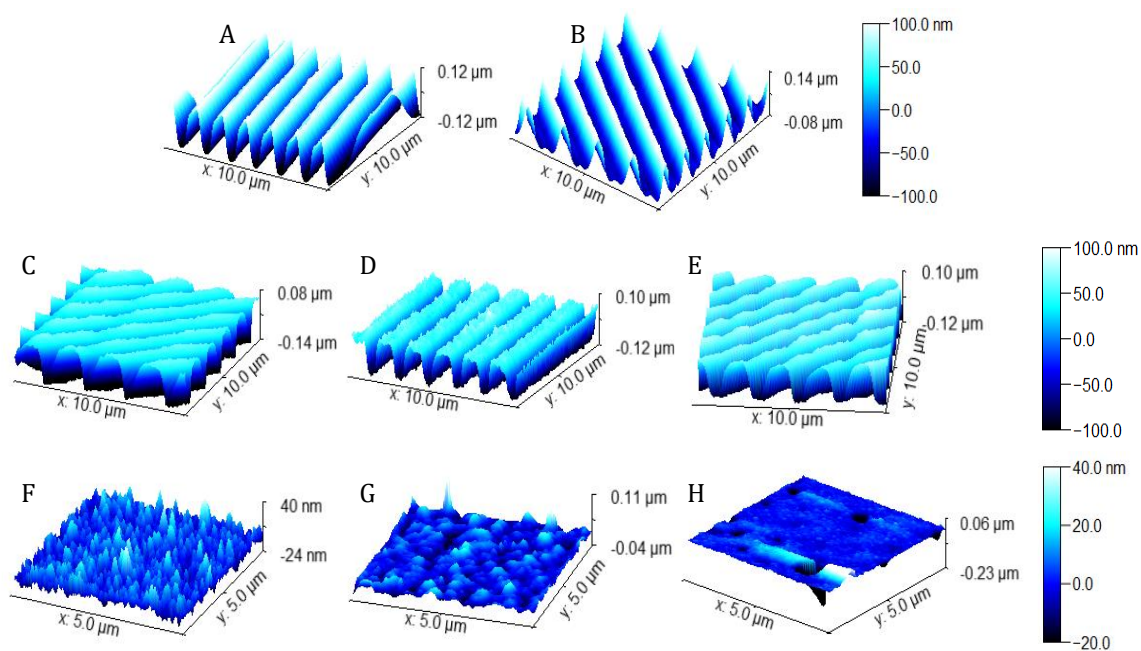 A
B
100.0 nm
0.12 µm
0.14 µm
50.0
0.0
-0.12 µm
-0.08 µm
-50.0
x: 10.0 µm
y: 10.0 µm
x: 10.0 µm
y: 10.0 µm
−100.0
C
D
E
100.0 nm
0.08 µm
0.10 µm
0.10 µm
50.0
-0.14 µm
-0.12 µm
-0.12 µm
0.0
x: 10.0 µm
y: 10.0 µm
x: 10.0 µm
y: 10.0 µm
x: 10.0 µm
y: 10.0 µm
−50.0
−100.0
F
G
H
40.0 nm
40 nm
0.11 µm
0.06 µm
20.0
-24 nm
-0.04 µm
-0.23 µm
0.0
x: 5.0 µm
y: 5.0 µm
x: 5.0 µm
y: 5.0 µm
x: 5.0 µm
y: 5.0 µm
−20.0